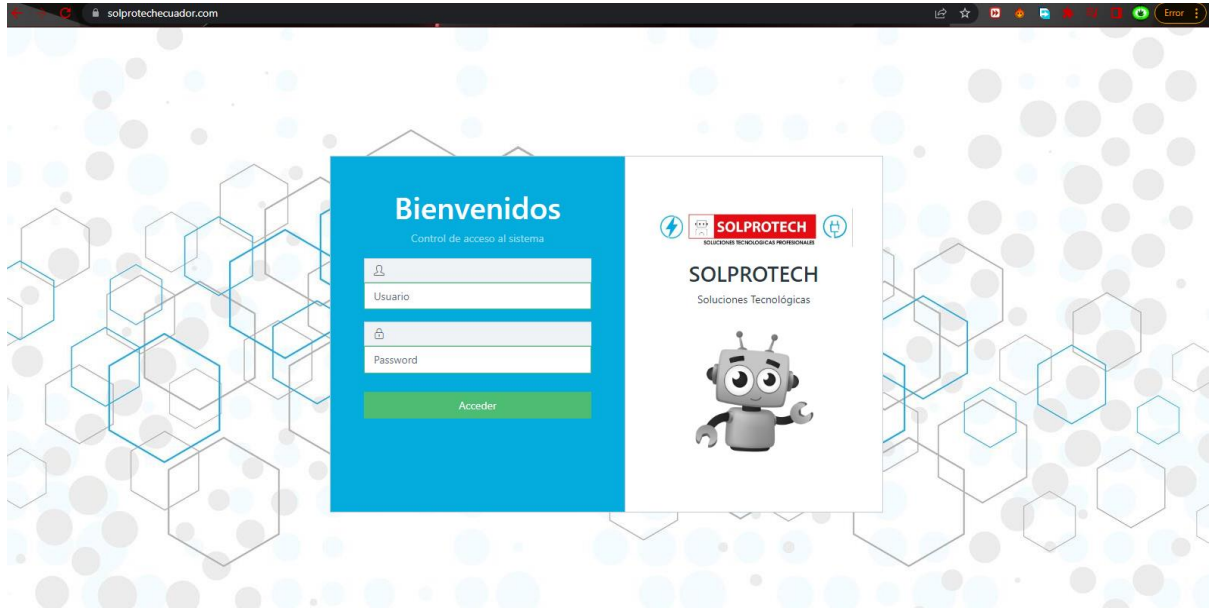 solprotechecuador.com
Error
Bienvenidos
Control de acceso al sistema
Usuario
Password
Acceder
SOLPROTECH
SOLUCIONES TECNOLOGICAS PROFESIONALES
SOLPROTECH
Soluciones Tecnológicas